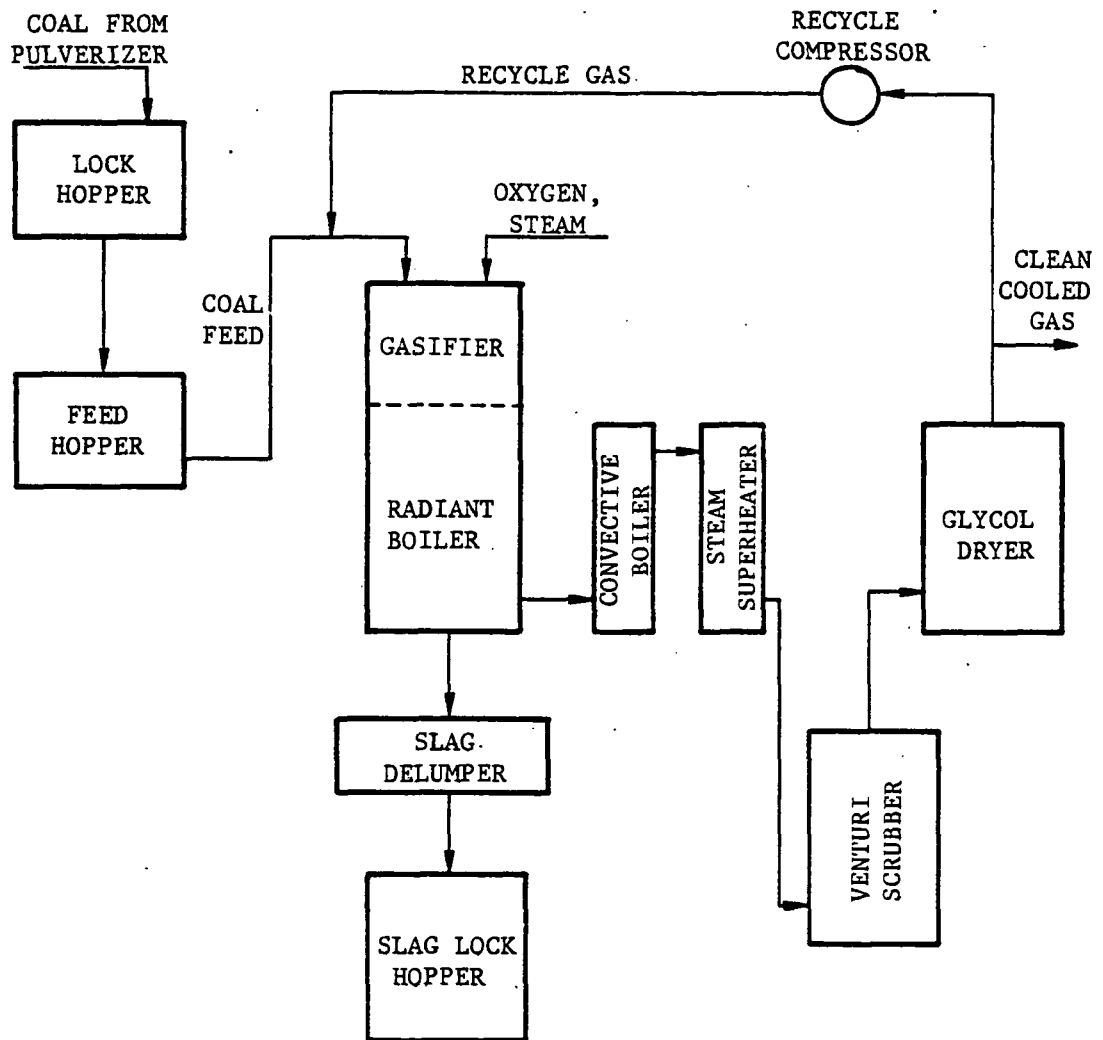 COAL FROM
PULVERIZER
RECYCLE
COMPRESSOR
RECYCLE GAS
LOCK
HOPPER
OXYGEN,
STEAM
CLEAN
COOLED
GAS
COAL
FEED
GASIFIER
FEED
HOPPER
RADIANT
BOILER
CONVECTIVE
BOILER
STEAM
SUPERHEATER
GLYCOL
DRYER
SLAG
DELUMPER
VENTURI
SCRUBBER
SLAG LOCK
HOPPER